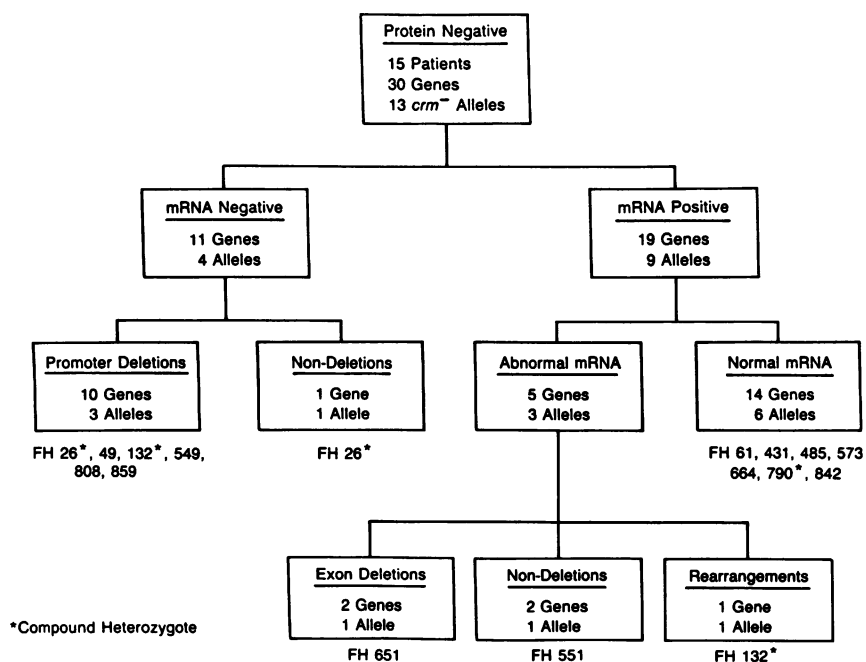 Protein Negative
15 Patients
30 Genes
13 crm⁻ Alleles
mRNA Negative
11 Genes
4 Alleles
mRNA Positive
19 Genes
9 Alleles
Promoter Deletions
10 Genes
3 Alleles
FH 26*, 49, 132*, 549,
808, 859
Non-Deletions
1 Gene
1 Allele
FH 26*
Abnormal mRNA
5 Genes
3 Alleles
Normal mRNA
14 Genes
6 Alleles
FH 61, 431, 485, 573
664, 790*, 842
Exon Deletions
2 Genes
1 Allele
FH 651
Non-Deletions
2 Genes
1 Allele
FH 551
Rearrangements
1 Gene
1 Allele
FH 132*
*Compound Heterozygote